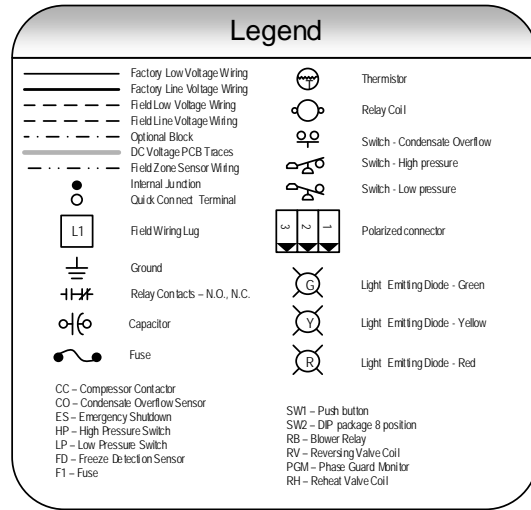 Legend
Factory Low Voltage Wiring
Factory Line Voltage Wiring
Field Low Voltage Wiring
Field Line Voltage Wiring
Optional Block
DC Voltage PCB Traces
Field Zone Sensor Wiring
Internal Junction
Quick Connect Terminal
L1
Field Wiring Lug
Ground
Relay Contacts – N.O., N.C.
Capacitor
Fuse
Thermistor
Relay Coil
Switch - Condensate Overflow
Switch - High pressure
Switch - Low pressure
3 2 1
Polarized connector
G
Light Emitting Diode - Green
Y
Light Emitting Diode - Yellow
R
Light Emitting Diode - Red
CC – Compressor Contactor
CO – Condensate Overflow Sensor
ES – Emergency Shutdown
HP – High Pressure Switch
LP – Low Pressure Switch
FD – Freeze Detection Sensor
F1 – Fuse
SW1 – Push button
SW2 – DIP package 8 position
RB – Blower Relay
RV – Reversing Valve Coil
PGM – Phase Guard Monitor
RH – Reheat Valve Coil